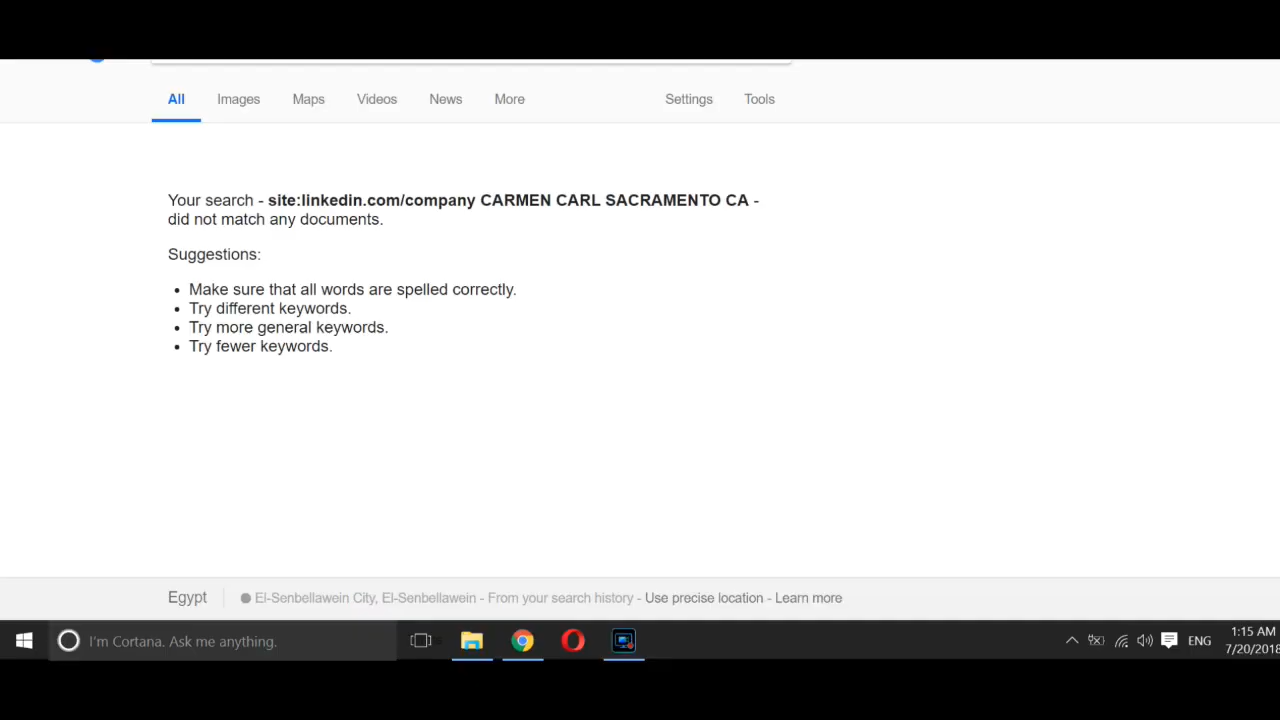 All Images Maps Videos News More Settings Tools
Your search - site:linkedin.com/company CARMEN CARL SACRAMENTO CA -
did not match any documents.
Suggestions:
Make sure that all words are spelled correctly.
Try different keywords.
Try more general keywords.
Try fewer keywords.
Egypt El-Senbellawein City, El-Senbellawein - From your search history - Use precise location - Learn more
I'm Cortana. Ask me anything. ENG
1:15 AM
7/20/2018